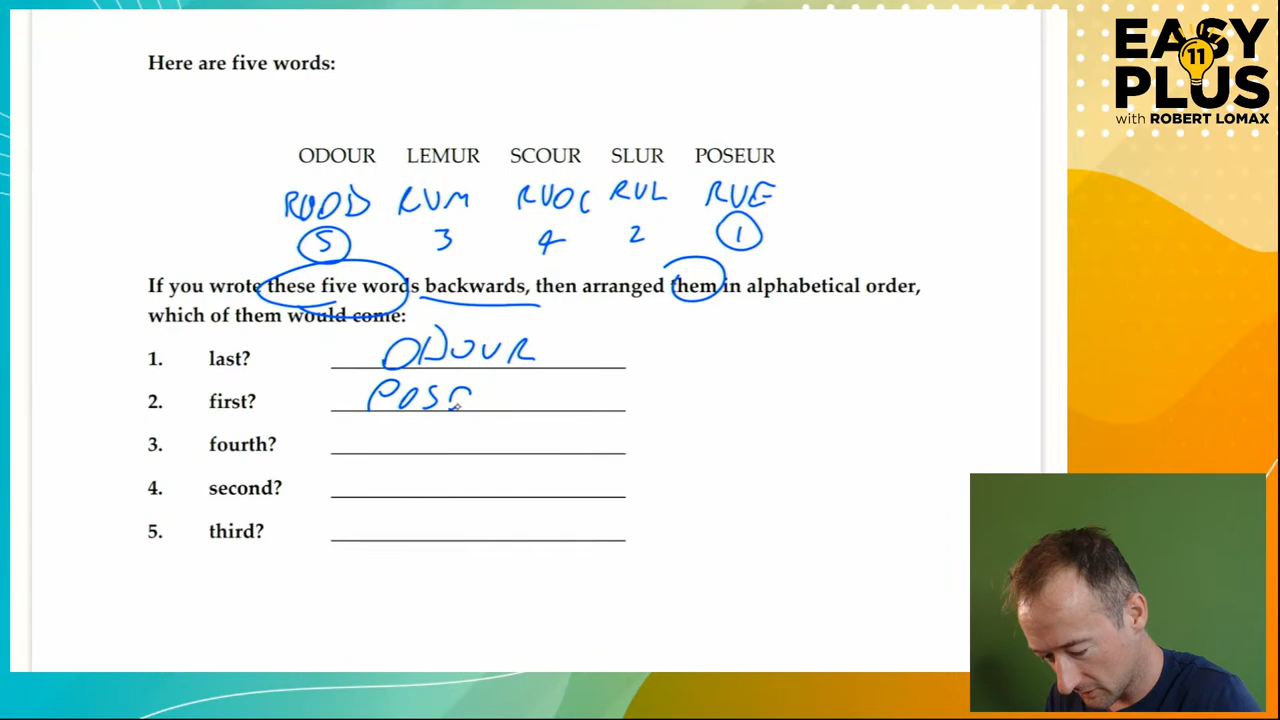 EASY
11
PLUS
with ROBERT LOMAX
Here are five words:
ODOUR LEMUR SCOUR SLUR POSEUR
RUOD RUM RUOC RUL RUE
5 3 4 2 1
If you wrote these five words backwards, then arranged them in alphabetical order,
which of them would come:
1. last? ODOUR
2. first? POSE
3. fourth?
4. second?
5. third?